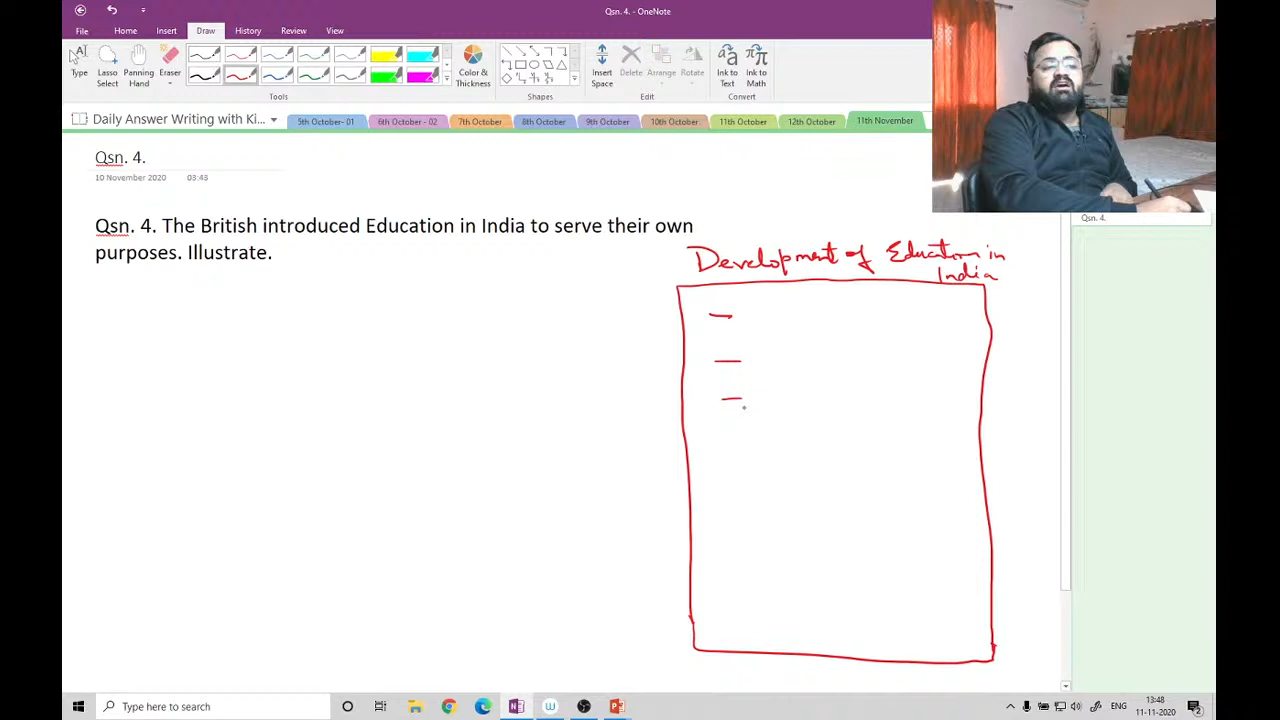 Qsn. 4. - OneNote
File Home Insert Draw History Review View
Type
Lasso Select
Panning Hand
Eraser
Color & Thickness
Insert Space
Delete
Arrange
Rotate
Ink to Text
Ink to Math
Tools
Shapes
Edit
Convert
Daily Answer Writing with Ki...
5th October- 01
6th October - 02
7th October
8th October
9th October
10th October
11th October
12th October
11th November
Qsn. 4.
10 November 2020 03:43
Qsn. 4.
Qsn. 4. The British introduced Education in India to serve their own
purposes. Illustrate.
Development of Education in
India
Type here to search
ENG
13:48
11-11-2020
2